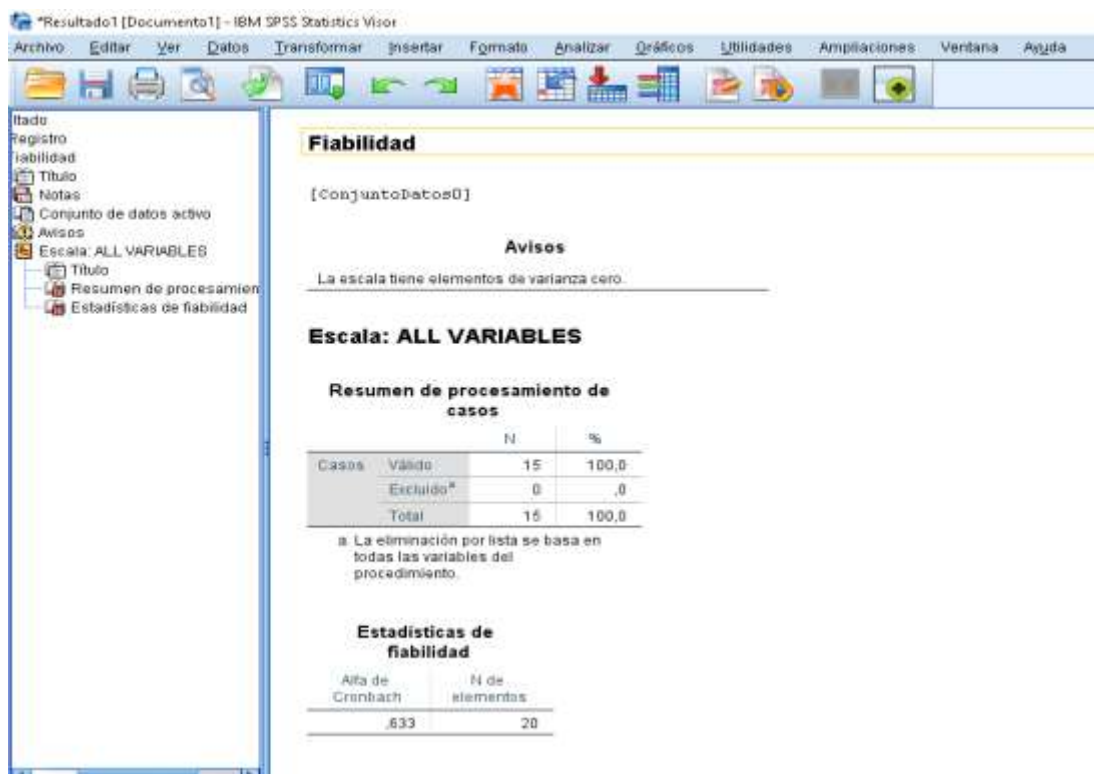 *Resultado1 [Documento1] - IBM SPSS Statistics Visor
Archivo Editar Ver Datos Transformar Insertar Formato Analizar Gráficos Utilidades Ampliaciones Ventana Ayuda
ltado
Registro
iabilidad
Título
Notas
Conjunto de datos activo
Avisos
Escala: ALL VARIABLES
Título
Resumen de procesamien
Estadísticas de fiabilidad
Fiabilidad
[ConjuntoDatos0]
Avisos
La escala tiene elementos de varianza cero.
Escala: ALL VARIABLES
Resumen de procesamiento de
casos
N %
Casos Válido 15 100,0
Excluido a 0 ,0
Total 15 100,0
a. La eliminación por lista se basa en
todas las variables del
procedimiento.
Estadísticas de
fiabilidad
Alfa de N de
Cronbach elementos
,633 20